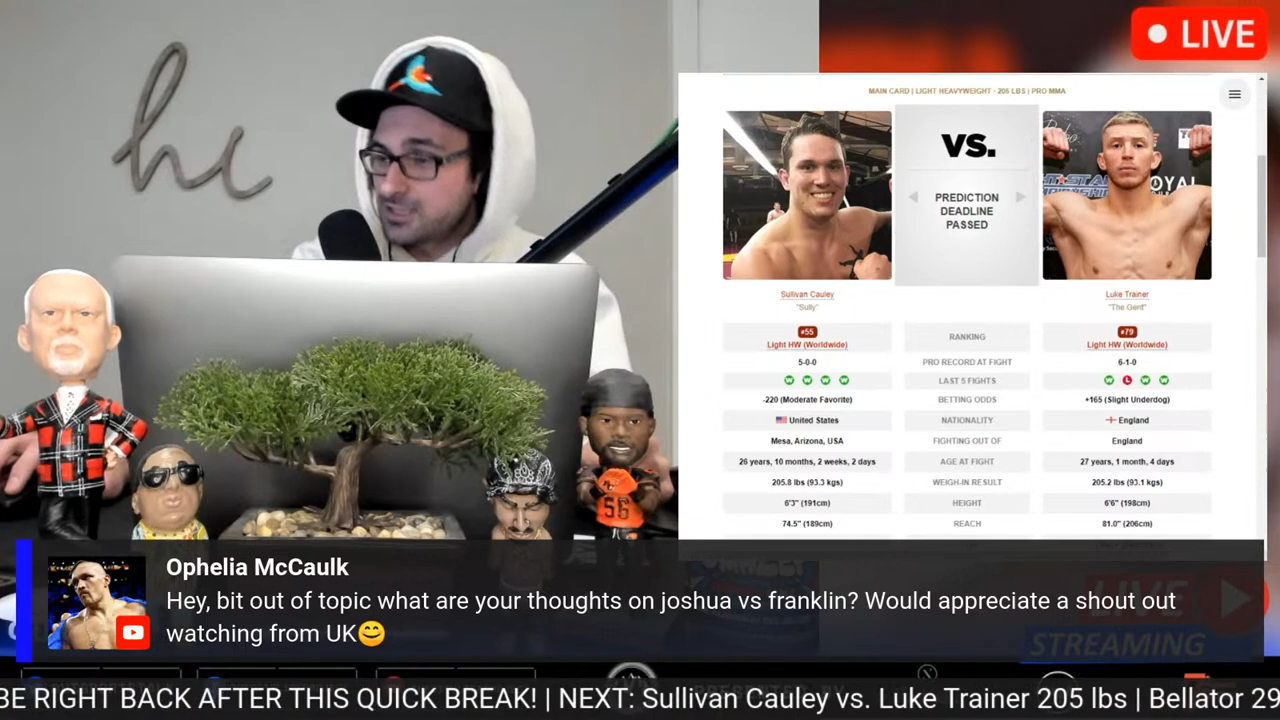 hi
LIVE
MAIN CARD | LIGHT HEAVYWEIGHT - 205 LBS | PRO MMA
VS.
PREDICTION
DEADLINE
PASSED
ROYAL
Sullivan Cauley
"Sully"
Luke Trainer
"The Gent"
#55
Light HW (Worldwide)
RANKING
#79
Light HW (Worldwide)
5-0-0
PRO RECORD AT FIGHT
6-1-0
W W W W
LAST 5 FIGHTS
W L W W
-220 (Moderate Favorite)
BETTING ODDS
+165 (Slight Underdog)
United States
NATIONALITY
England
Mesa, Arizona, USA
FIGHTING OUT OF
England
26 years, 10 months, 2 weeks, 2 days
AGE AT FIGHT
27 years, 1 month, 4 days
205.8 lbs (93.3 kgs)
WEIGH-IN RESULT
205.2 lbs (93.1 kgs)
6'3" (191cm)
HEIGHT
6'6" (198cm)
74.5" (189cm)
REACH
81.0" (206cm)
56
Ophelia McCaulk
Hey, bit out of topic what are your thoughts on joshua vs franklin? Would appreciate a shout out
watching from UK😊
LIVE
STREAMING
BE RIGHT BACK AFTER THIS QUICK BREAK! | NEXT: Sullivan Cauley vs. Luke Trainer 205 lbs | Bellator 29